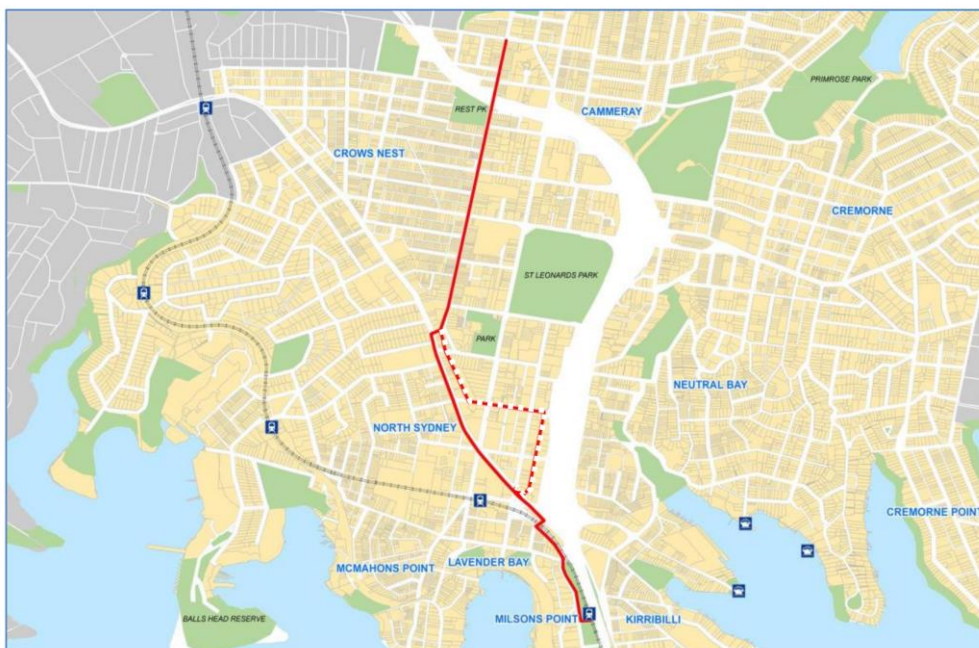 PRIMROSE PARK
REST PK
CAMMERAY
CROWS NEST
CREMORNE
ST LEONARDS PARK
PARK
NEUTRAL BAY
NORTH SYDNEY
CREMORNE POINT
LAVENDER BAY
MCMAHONS POINT
BALLS HEAD RESERVE
MILSONS POINT
KIRRIBILLI